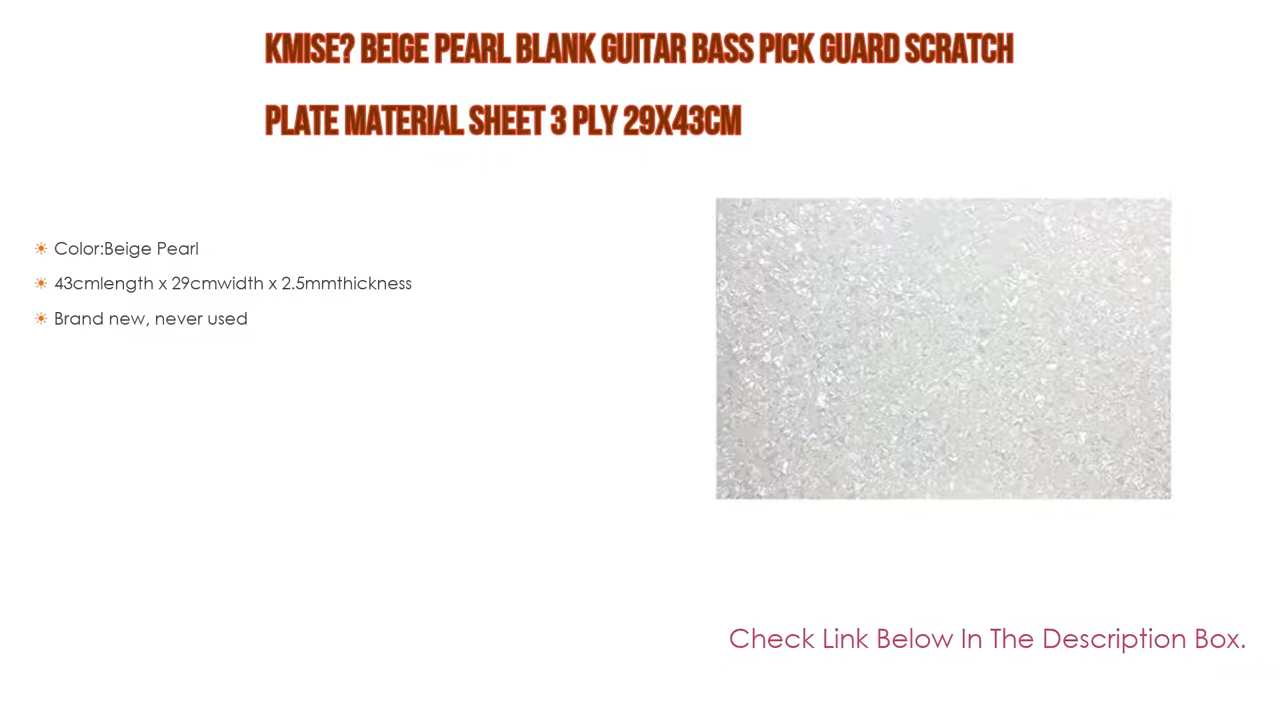 KMISE? BEIGE PEARL BLANK GUITAR BASS PICK GUARD SCRATCH
PLATE MATERIAL SHEET 3 PLY 29X43CM
Color:Beige Pearl
43cmlength x 29cmwidth x 2.5mmthickness
Brand new, never used
Check Link Below In The Description Box.